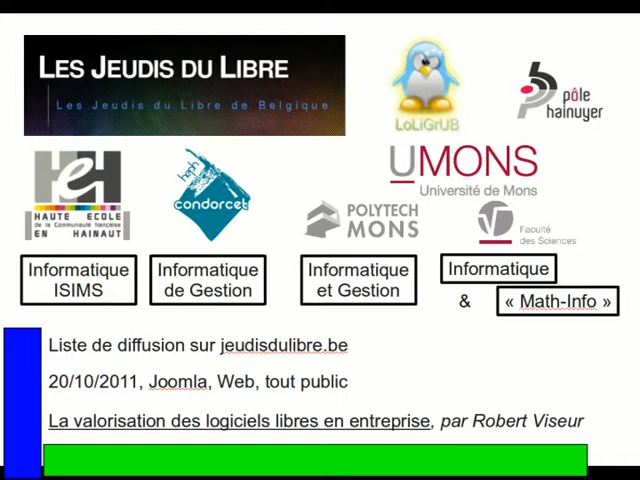 LES JEUDIS DU LIBRE
Les Jeudis du Libre de Belgique
LoLiGrUB
pôle
hainuyer
UMONS
Université de Mons
HEH
HAUTE ECOLE
de la Communauté française
EN HAINAUT
heph
condorcet
POLYTECH
MONS
Faculté
des Sciences
Informatique
ISIMS
Informatique
de Gestion
Informatique
et Gestion
Informatique
& « Math-Info »
Liste de diffusion sur jeudisdulibre.be
20/10/2011, Joomla, Web, tout public
La valorisation des logiciels libres en entreprise, par Robert Viseur